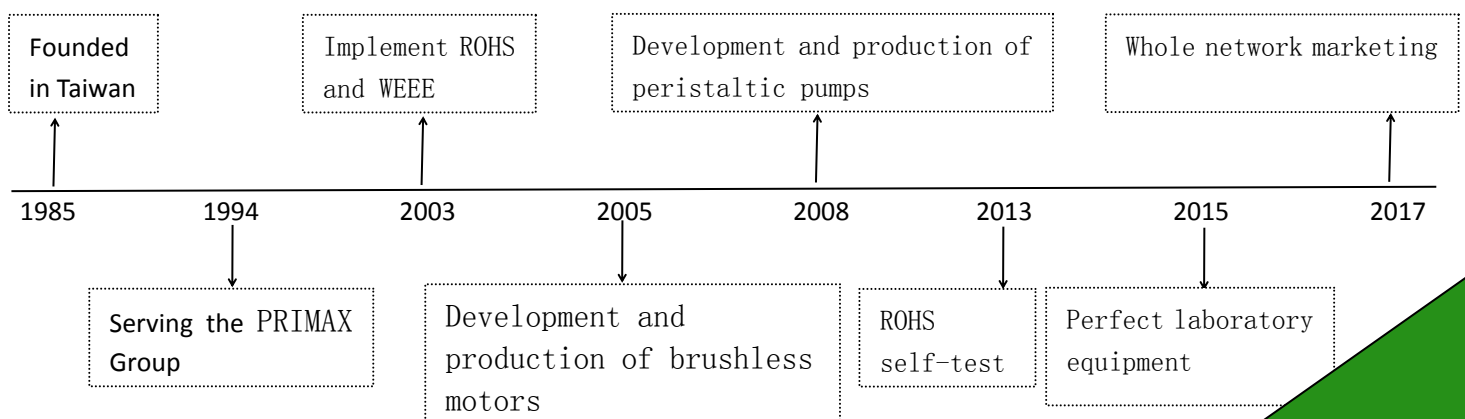 Founded
in Taiwan
Implement ROHS
and WEEE
Development and production of
peristaltic pumps
Whole network marketing
1985
1994
2003
2005
2008
2013
2015
2017
Serving the PRIMAX
Group
Development and
production of brushless
motors
ROHS
self-test
Perfect laboratory
equipment